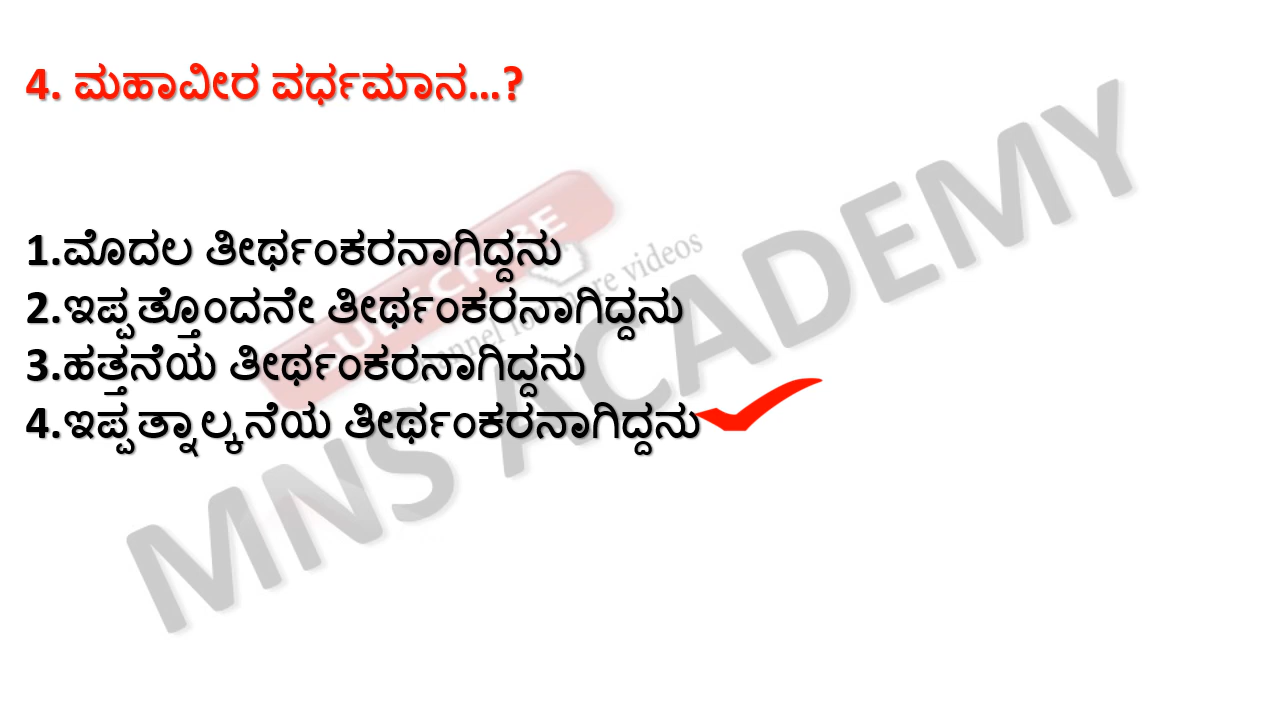 4. ಮಹಾವೀರ ವರ್ಧಮಾನ...?
1.ಮೊದಲ ತೀರ್ಥಂಕರನಾಗಿದ್ದನು
2.ಇಪ್ಪತ್ತೊಂದನೇ ತೀರ್ಥಂಕರನಾಗಿದ್ದನು
3.ಹತ್ತನೆಯ ತೀರ್ಥಂಕರನಾಗಿದ್ದನು
4.ಇಪ್ಪತ್ನಾಲ್ಕನೆಯ ತೀರ್ಥಂಕರನಾಗಿದ್ದನು
MNS ACADEMY
videos